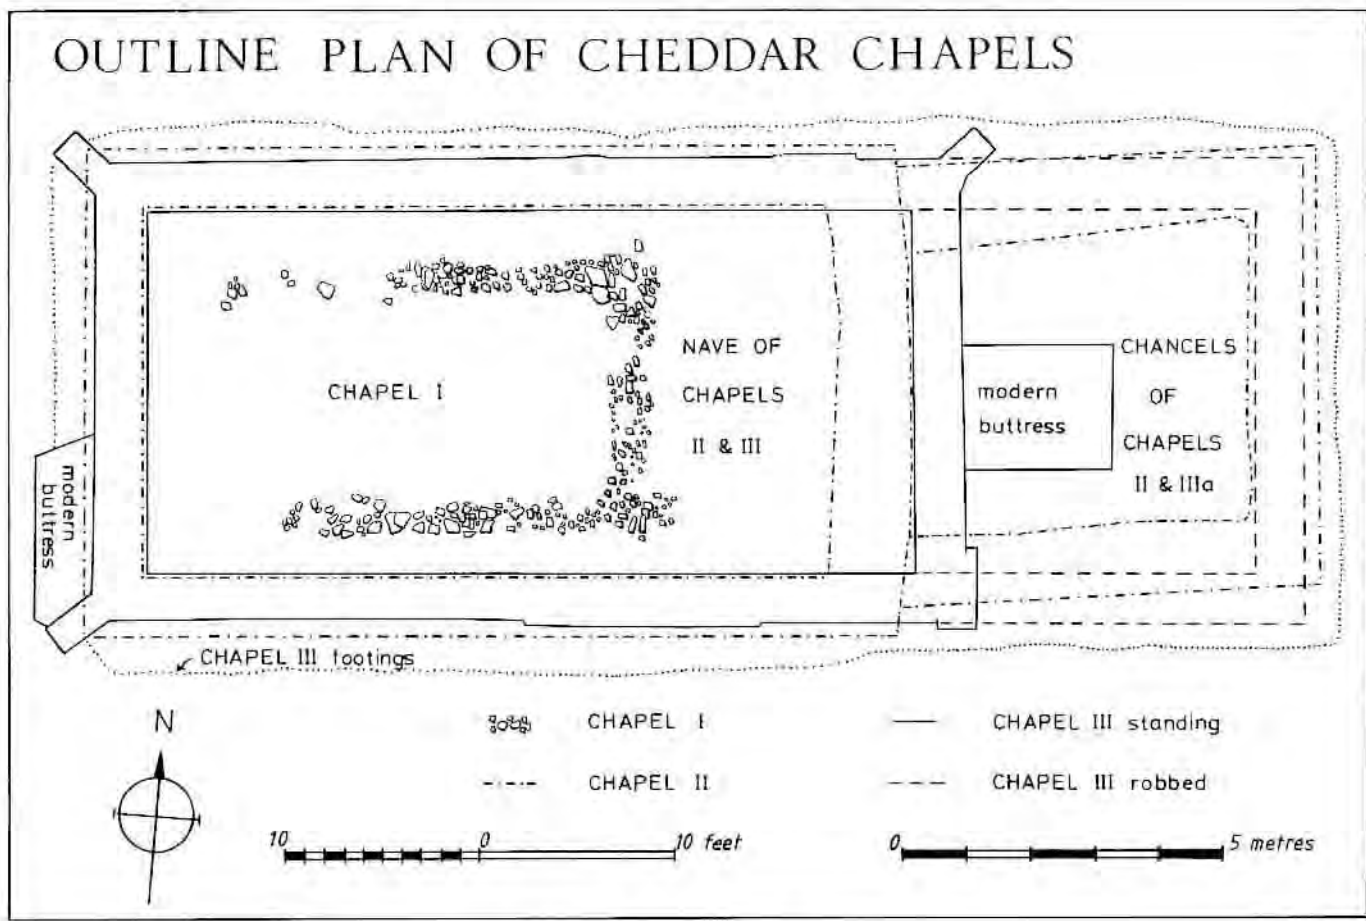 OUTLINE PLAN OF CHEDDAR CHAPELS
CHAPEL I
NAVE OF
CHAPELS
II & III
modern
buttress
CHANCELS
OF
CHAPELS
II & IIIa
modern
buttress
CHAPEL III footings
N
CHAPEL I
CHAPEL II
CHAPEL III standing
CHAPEL III robbed
10 0 10 feet
0 5 metres